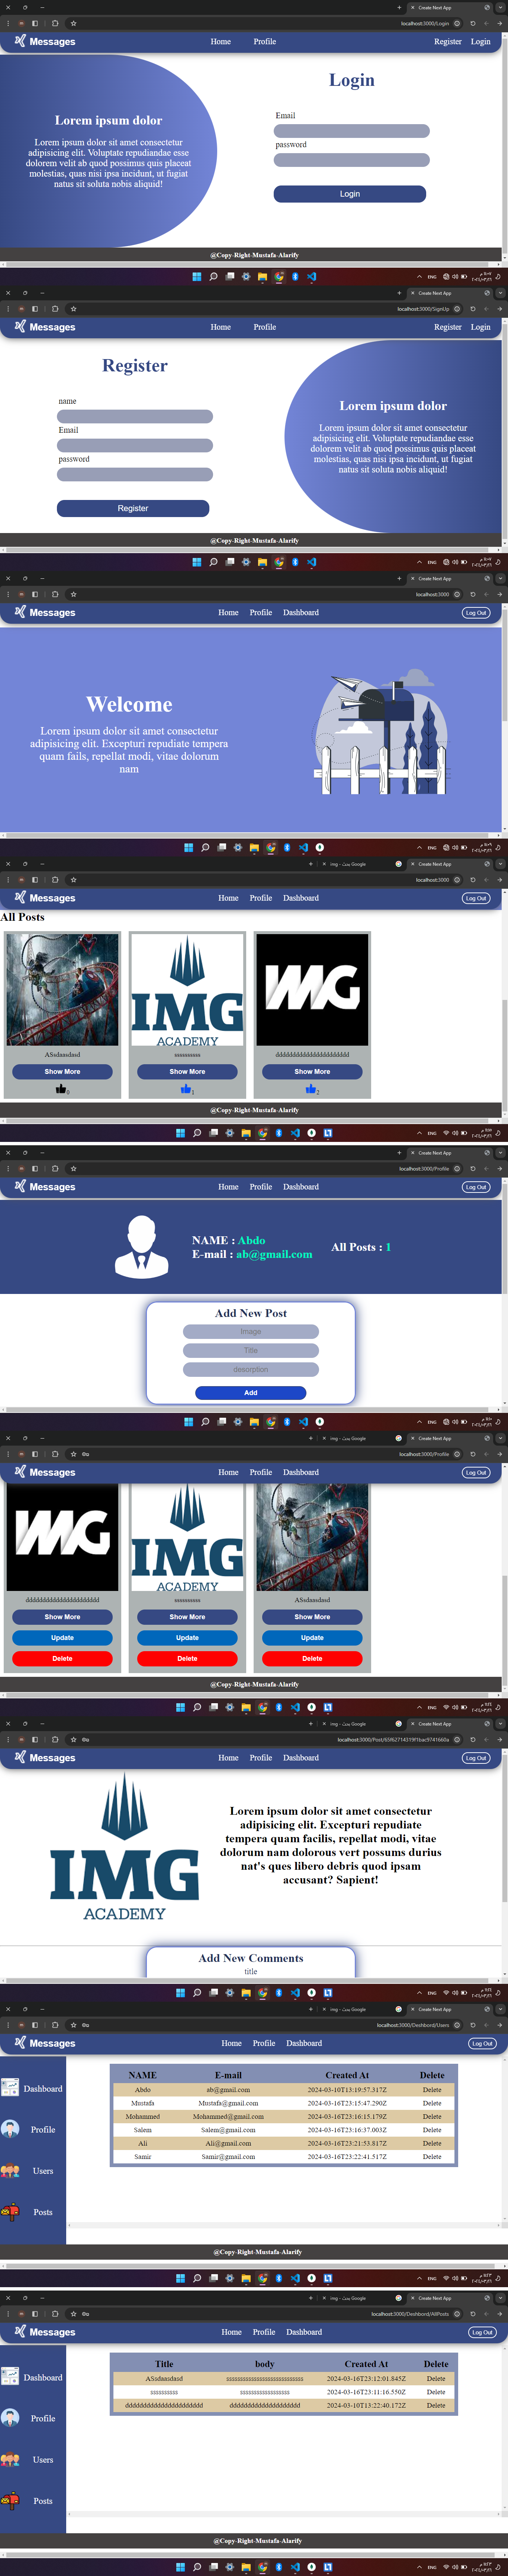 Create Next App
localhost:3000/Login
Messages
Home Profile Register Login
Login
Email
password
Login
Lorem ipsum dolor
Lorem ipsum dolor sit amet consectetur
adipisicing elit. Voluptate repudiandae esse
dolorem velit ab quod possimus quis placeat
molestias, quas nisi ipsa incidunt, ut fugiat
natus sit soluta nobis aliquid!
@Copy-Right-Mustafa-Alarify
ENG
Create Next App
localhost:3000/SignUp
Messages
Home Profile Register Login
Register
name
Email
password
Register
Lorem ipsum dolor
Lorem ipsum dolor sit amet consectetur
adipisicing elit. Voluptate repudiandae esse
dolorem velit ab quod possimus quis placeat
molestias, quas nisi ipsa incidunt, ut fugiat
natus sit soluta nobis aliquid!
@Copy-Right-Mustafa-Alarify
ENG
Create Next App
localhost:3000
Messages
Home Profile Dashboard Log Out
Welcome
Lorem ipsum dolor sit amet consectetur
adipisicing elit. Excepturi repudiate tempera
quam fails, repellat modi, vitae dolorum
nam
ENG
img - بحث Google
Create Next App
localhost:3000
Messages
Home Profile Dashboard Log Out
All Posts
IMG
ACADEMY
IMG
ASsdassdasd
ssssssssss
Show More
Show More
Show More
0
1
2
@Copy-Right-Mustafa-Alarify
ENG
Create Next App
localhost:3000/Profile
Messages
Home Profile Dashboard Log Out
NAME : Abdo
E-mail : ab@gmail.com
All Posts : 1
Add New Post
Image
Title
desorption
Add
ENG
img - بحث Google
Create Next App
localhost:3000/Profile
Messages
Home Profile Dashboard Log Out
IMG
IMG
ACADEMY
ssssssssss
ASsdassdasd
Show More
Show More
Show More
Update
Update
Update
Delete
Delete
Delete
@Copy-Right-Mustafa-Alarify
ENG
img - بحث Google
Create Next App
localhost:3000/Post/65f62714319f1bac9741660a
Messages
Home Profile Dashboard Log Out
IMG
ACADEMY
Lorem ipsum dolor sit amet consectetur
adipisicing elit. Excepturi repudiate
tempera quam facilis, repellat modi, vitae
dolorum nam dolorous vert possums durius
nat's ques libero debris quod ipsam
accusant? Sapient!
Add New Comments
title
ENG
img - بحث Google
Create Next App
localhost:3000/Deshbord/Users
Messages
Home Profile Dashboard Log Out
Dashboard
Profile
Users
Posts
NAME E-mail Created At Delete
Abdo ab@gmail.com 2024-03-10T13:19:57.317Z Delete
Mustafa Mustafa@gmail.com 2024-03-16T23:15:47.290Z Delete
Mohammed Mohammed@gmail.com 2024-03-16T23:16:15.179Z Delete
Salem Salem@gmail.com 2024-03-16T23:16:37.003Z Delete
Ali Ali@gmail.com 2024-03-16T23:21:53.817Z Delete
Samir Samir@gmail.com 2024-03-16T23:22:41.517Z Delete
@Copy-Right-Mustafa-Alarify
ENG
img - بحث Google
Create Next App
localhost:3000/Deshbord/AllPosts
Messages
Home Profile Dashboard Log Out
Dashboard
Profile
Users
Posts
Title body Created At Delete
ASsdassdasd 2024-03-16T23:12:01.845Z Delete
ssssssssss 2024-03-16T23:11:16.550Z Delete
2024-03-10T13:22:40.172Z Delete
@Copy-Right-Mustafa-Alarify
ENG